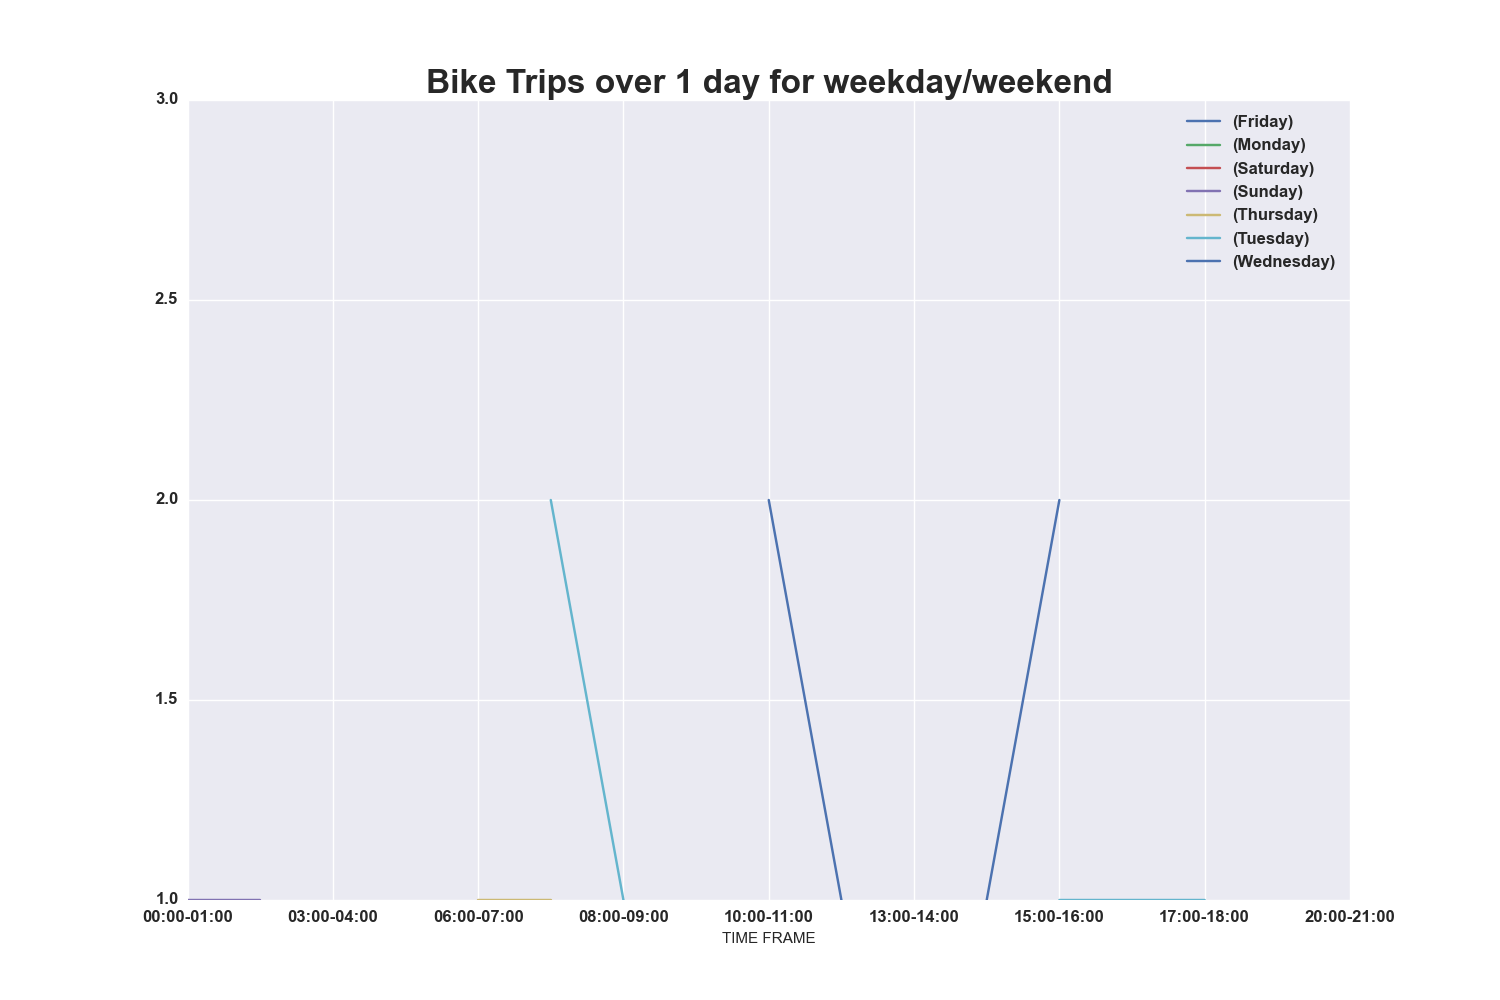 Bike Trips over 1 day for weekday/weekend
3.0
2.5
2.0
1.5
1.0
(Friday)
(Monday)
(Saturday)
(Sunday)
(Thursday)
(Tuesday)
(Wednesday)
00:00-01:00 03:00-04:00 06:00-07:00 08:00-09:00 10:00-11:00 13:00-14:00 15:00-16:00 17:00-18:00 20:00-21:00
TIME FRAME